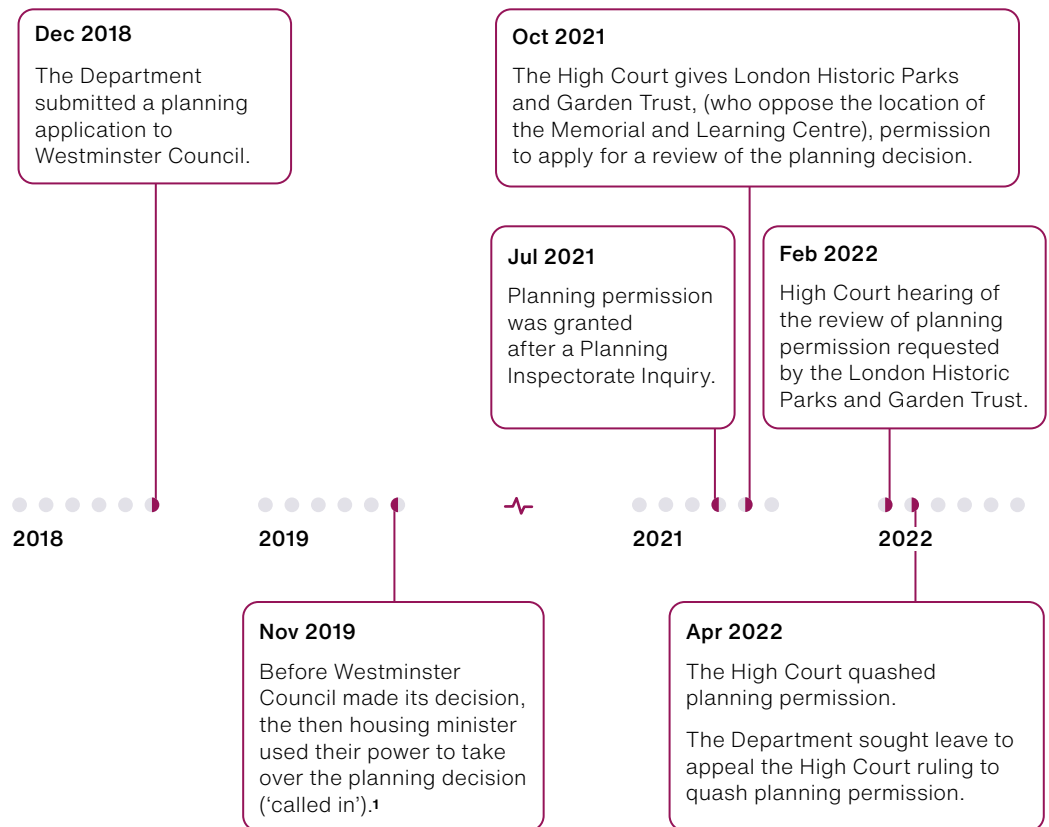 Dec 2018
The Department
submitted a planning
application to
Westminster Council.
Oct 2021
The High Court gives London Historic Parks
and Garden Trust, (who oppose the location of
the Memorial and Learning Centre), permission
to apply for a review of the planning decision.
Jul 2021
Planning permission
was granted
after a Planning
Inspectorate Inquiry.
Feb 2022
High Court hearing of
the review of planning
permission requested
by the London Historic
Parks and Garden Trust.
2018
2019
2021
2022
Nov 2019
Before Westminster
Council made its decision,
the then housing minister
used their power to take
over the planning decision
(‘called in’).1
Apr 2022
The High Court quashed
planning permission.
The Department sought leave to
appeal the High Court ruling to
quash planning permission.